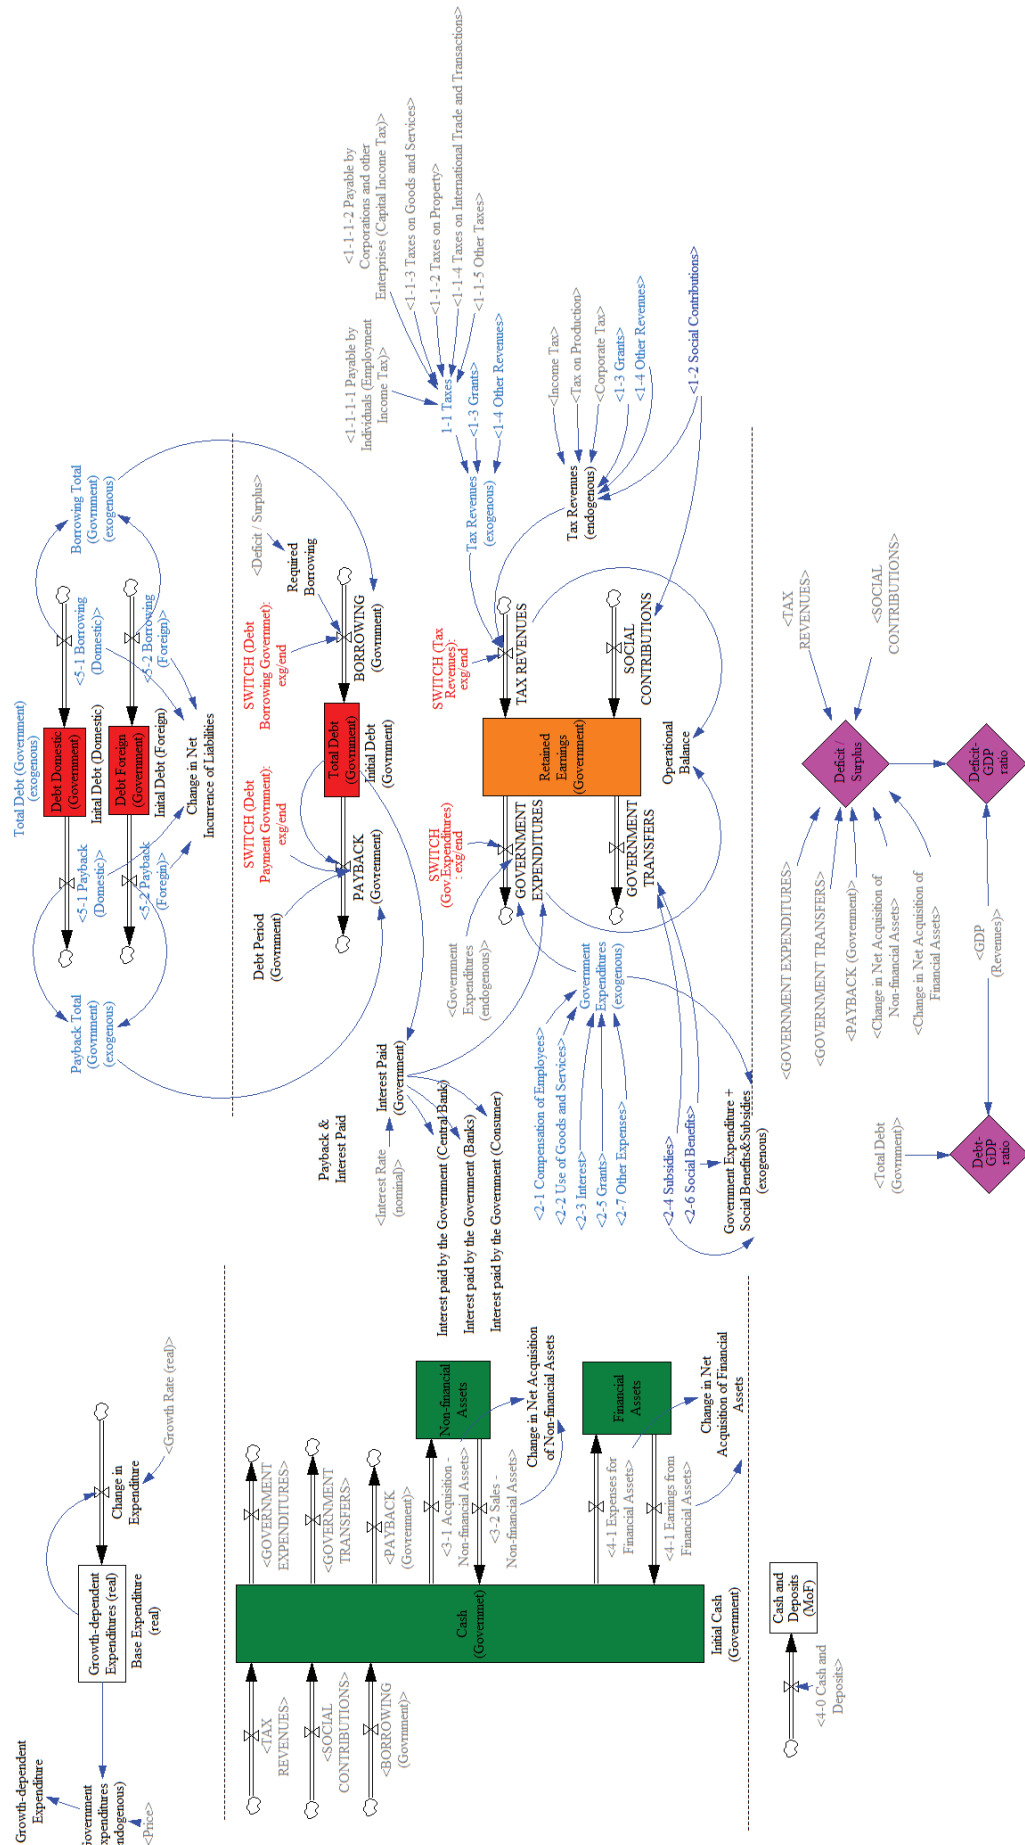 Growth-dependent
Expenditure
overnment
xpenditures
ndogenous)
<Price>
Growth-dependent
Expenditures (real)
Base Expenditure
(real)
Change in
Expenditure
<Growth Rate (real)>
Total Debt (Government)
(exogenous)
Payback Total
(Govrnment)
(exogenous)
<5-1 Payback
(Domestic)>
Debt Domestic
(Government)
Inital Debt (Domestic)
<5-1 Borrowing
(Domestic)
Borrowing Total
(Govrnment)
(exogenous)
<5-2 Payback
(Foregin)>
Debt Foreign
(Government)
Inital Debt (Foreign)
<5-2 Borrowing
(Foreign)>
Change in Net
Incurrence of Liabilities
<TAX
REVENUES>
<SOCIAL
CONTRIBUTIONS>
<BORROWING
(Govrnment)>
Cash
(Governmet)
Initial Cash
(Government)
<GOVERNMENT
EXPENDITURES>
<GOVERNMENT
TRANSFERS>
<PAYBACK
(Govrenment)>
<3-1 Acquisition -
Non-financial Assets>
<3-2 Sales -
Non-financial Assets>
Non-financial
Assets
Change in Net Acquisition
of Non-financial Assets
<4-1 Expenses for
Financial Assets>
<4-1 Earnings from
Financial Assets>
Financial
Assets
Change in Net
Acquisition of Financial
Assets
Payback &
Interest Paid
<Interest Rate
(nominal)>
Interest Paid
(Government)
Interest paid by the Government (Central Bank)
Interest paid by the Government (Banks)
Interest paid by the Government (Consumer)
Debt Period
(Govrnment)
SWITCH (Debt
Payment Govrnment):
exg/end
PAYBACK
(Govrenment)
Total Debt
(Govrnment)
Initial Debt
(Govrnment)
SWITCH (Debt
Borrowing Governmet):
exg/end
BORROWING
(Govrnment)
Required
Borrowing
<Deficit / Surplus>
<Government
Expenditures
(endogenous)>
SWITCH
(Gov.Expenditures)
: exg/end
GOVERNMENT
EXPENDITURES
GOVERNMENT
TRANSFERS
Retained
Earnings
(Government)
SWITCH (Tax
Revenues):
exg/end
TAX REVENUES
SOCIAL
CONTRIBUTIONS
Operational
Balance
<1-1-1-1 Payable by
Individuals (Employment
Income Tax)>
<1-1-1-2 Payable by
Corporations and other
Enterprises (Capital Income Tax)>
<1-1-3 Taxes on Goods and Services>
<1-1-2 Taxes on Property>
<1-1-4 Taxes on International Trade and Transactions>
<1-1-5 Other Taxes>
1-1 Taxes
<1-3 Grants>
<1-4 Other Revenues>
Tax Revenues
(exogenous)
<Income Tax>
<Tax on Production>
<Corporate Tax>
<1-3 Grants>
<1-4 Other Revenues>
Tax Revenues
(endogenous)
<1-2 Social Contributions>
<2-1 Compensation of Employees>
<2-2 Use of Goods and Services>
<2-3 Interest>
<2-5 Grants>
<2-7 Other Expenses>
Government
Expenditures
(exogenous)
<2-4 Subsidies>
<2-6 Social Benefits>
Government Expenditure +
Social Benefits&Subsidies
(exogenous)
<4-0 Cash and
Deposits>
Cash and
Deposits
(MoF)
<GOVERNMENT EXPENDITURES>
<GOVERNMENT TRANSFERS>
<PAYBACK (Govrenment)>
<Change in Net Acquisition of
Non-financial Assets>
<Change in Net Acquisition of
Financial Assets>
<TAX
REVENUES>
<SOCIAL
CONTRIBUTIONS>
Deficit /
Surplus
<Total Debt
(Govrnment)>
<GDP
(Revenues)>
Debt-
GDP
ratio
Deficit-
GDP
ratio